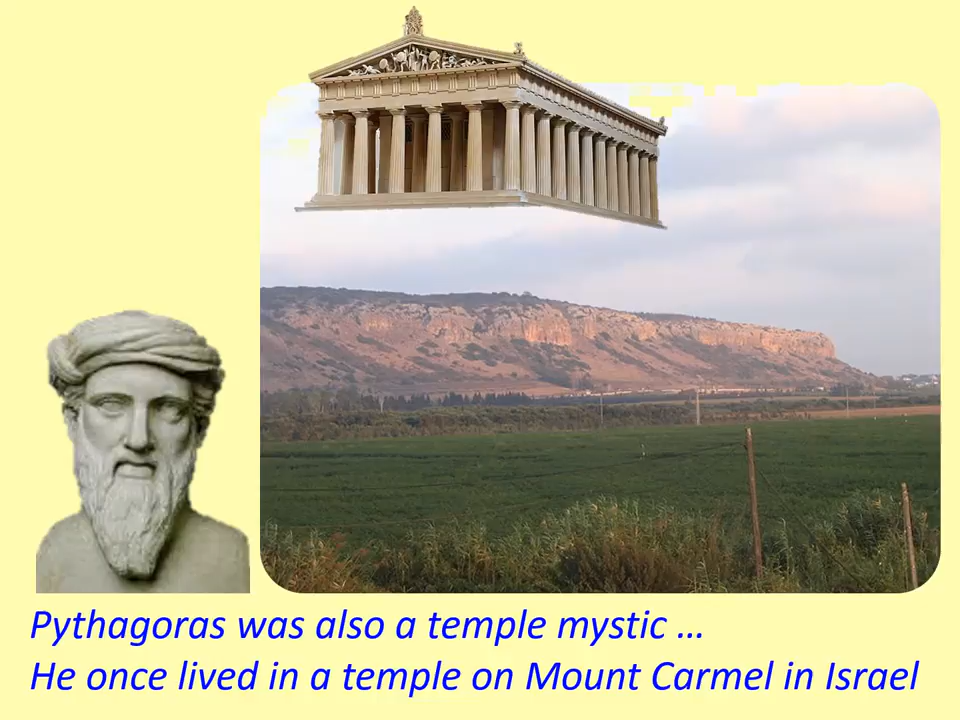 Pythagoras was also a temple mystic …
He once lived in a temple on Mount Carmel in Israel